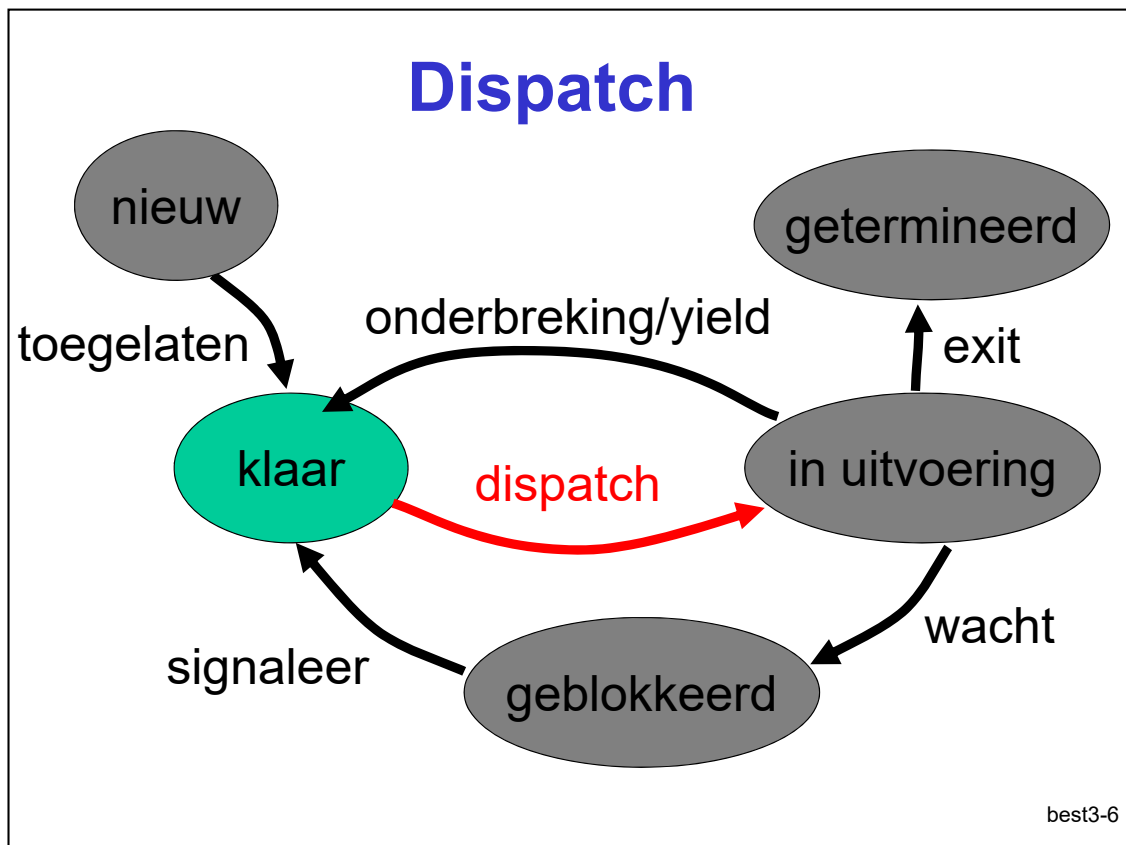 Dispatch
nieuw
getermineerd
onderbreking/yield
toegelaten
exit
klaar
dispatch
in uitvoering
wacht
signaleer
geblokkeerd
best3-6